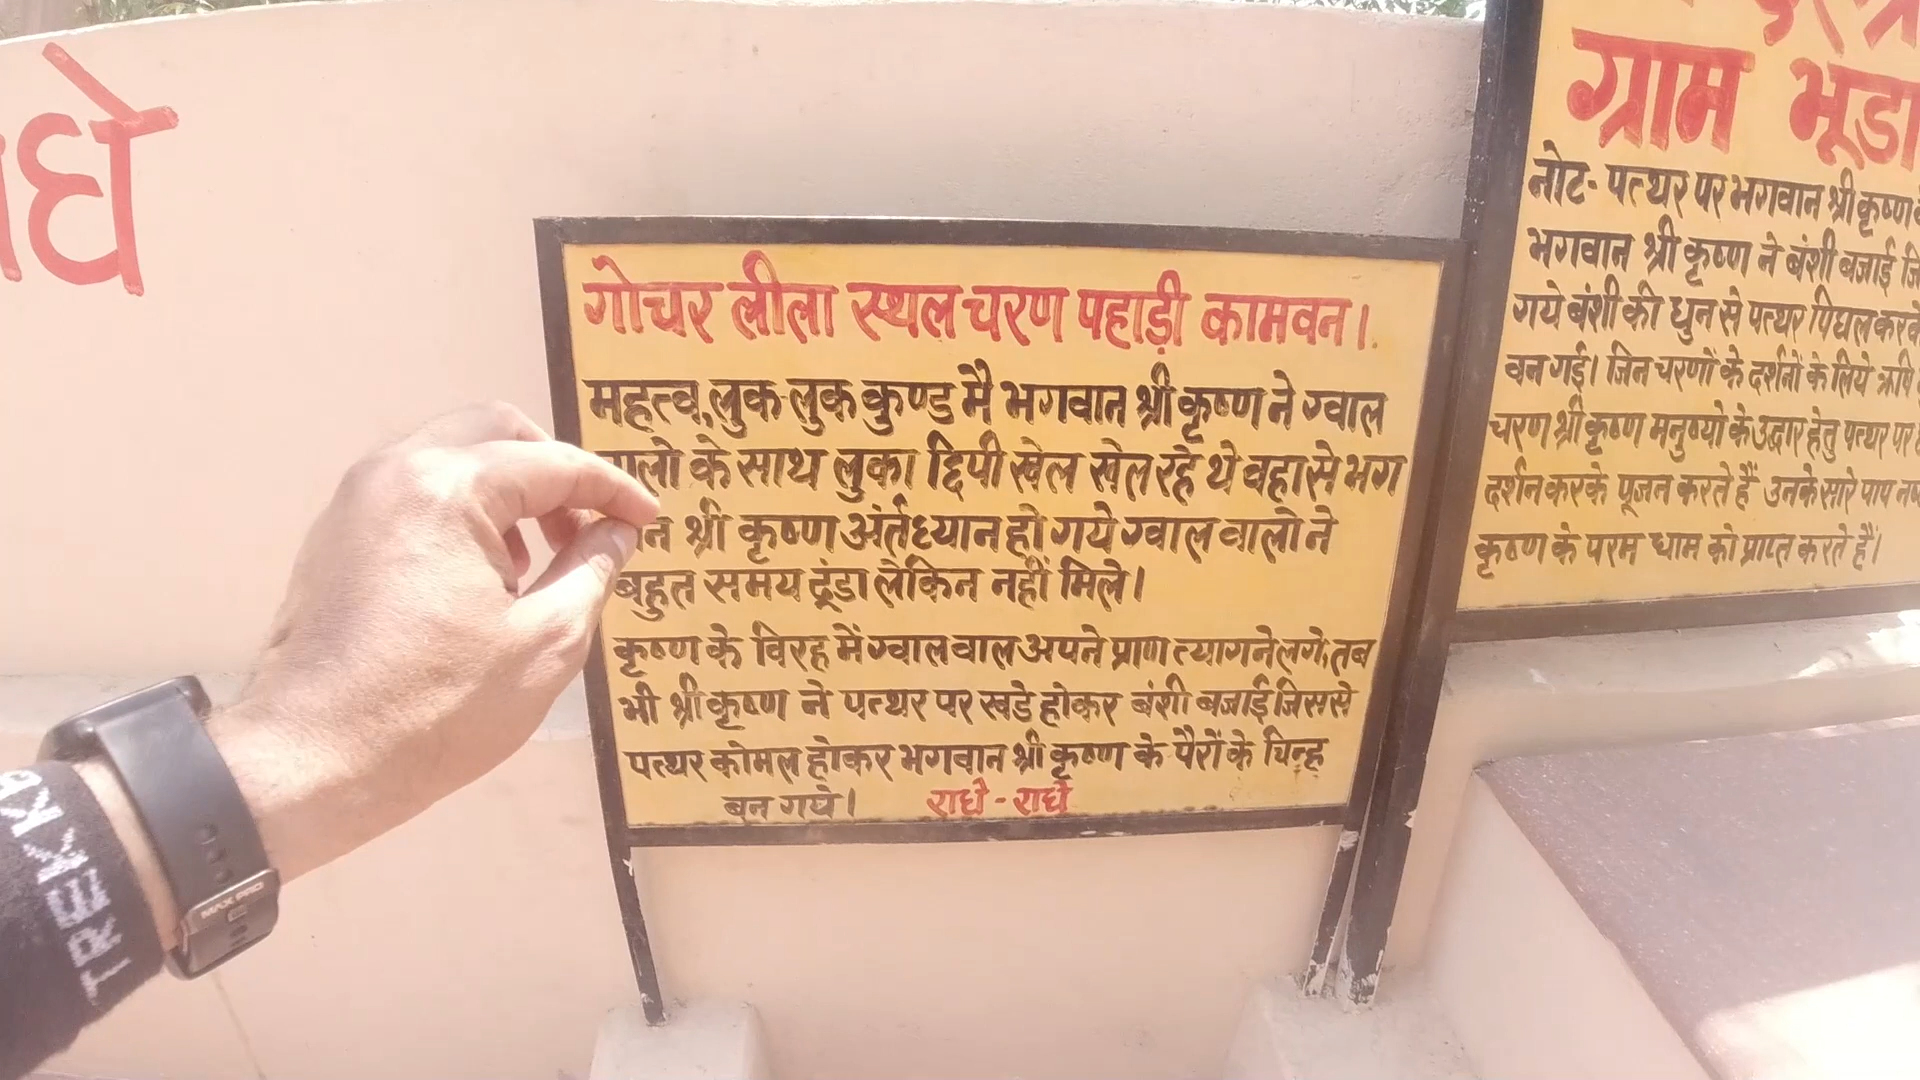 गोचर लीला स्थल चरण पहाड़ी कामवन।
महत्व, लुक-लुक कुण्ड मै भगवान श्री कृष्ण ने ग्वाल
के साथ लुका द्दिपी खेल खेल रहे थे वहा से भग
श्री कृष्ण अंर्तध्यान हो गये ग्वाल वालो ने
बहुत समय ढूंडा लेकिन नहीं मिले।
कृष्ण के विरह में ग्वाल वाल अपने प्राण त्यागने लगे, तब
भी श्री कृष्ण ने पत्थर पर खडे होकर बंशी बजाई जिससे
पत्थर कोमल होकर भगवान श्री कृष्ण के पैरों के चिन्ह
बन गये। राधे - राधे
ग्राम भूडा
नोट- पत्थर पर भगवान श्री कृष्ण
भगवान श्री कृष्ण ने बंशी बजाई
गये बंशी की धुन से पत्थर पिघल
बन गई। जिन चरणों के दर्शनों के लिये ऋषि
चरण श्री कृष्ण मनुष्यो के उद्धार हेतु पत्थर पर
दर्शन करके पूजन करते हैं उनके सारे पाप
कृष्ण के परम धाम को प्राप्त करते हैं।
MAX PRO
TREK